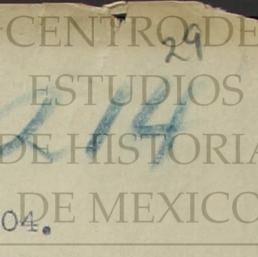 CENTRO DE
29
ESTUDIOS
214
DE HISTORIA
04.
DE MEXICO